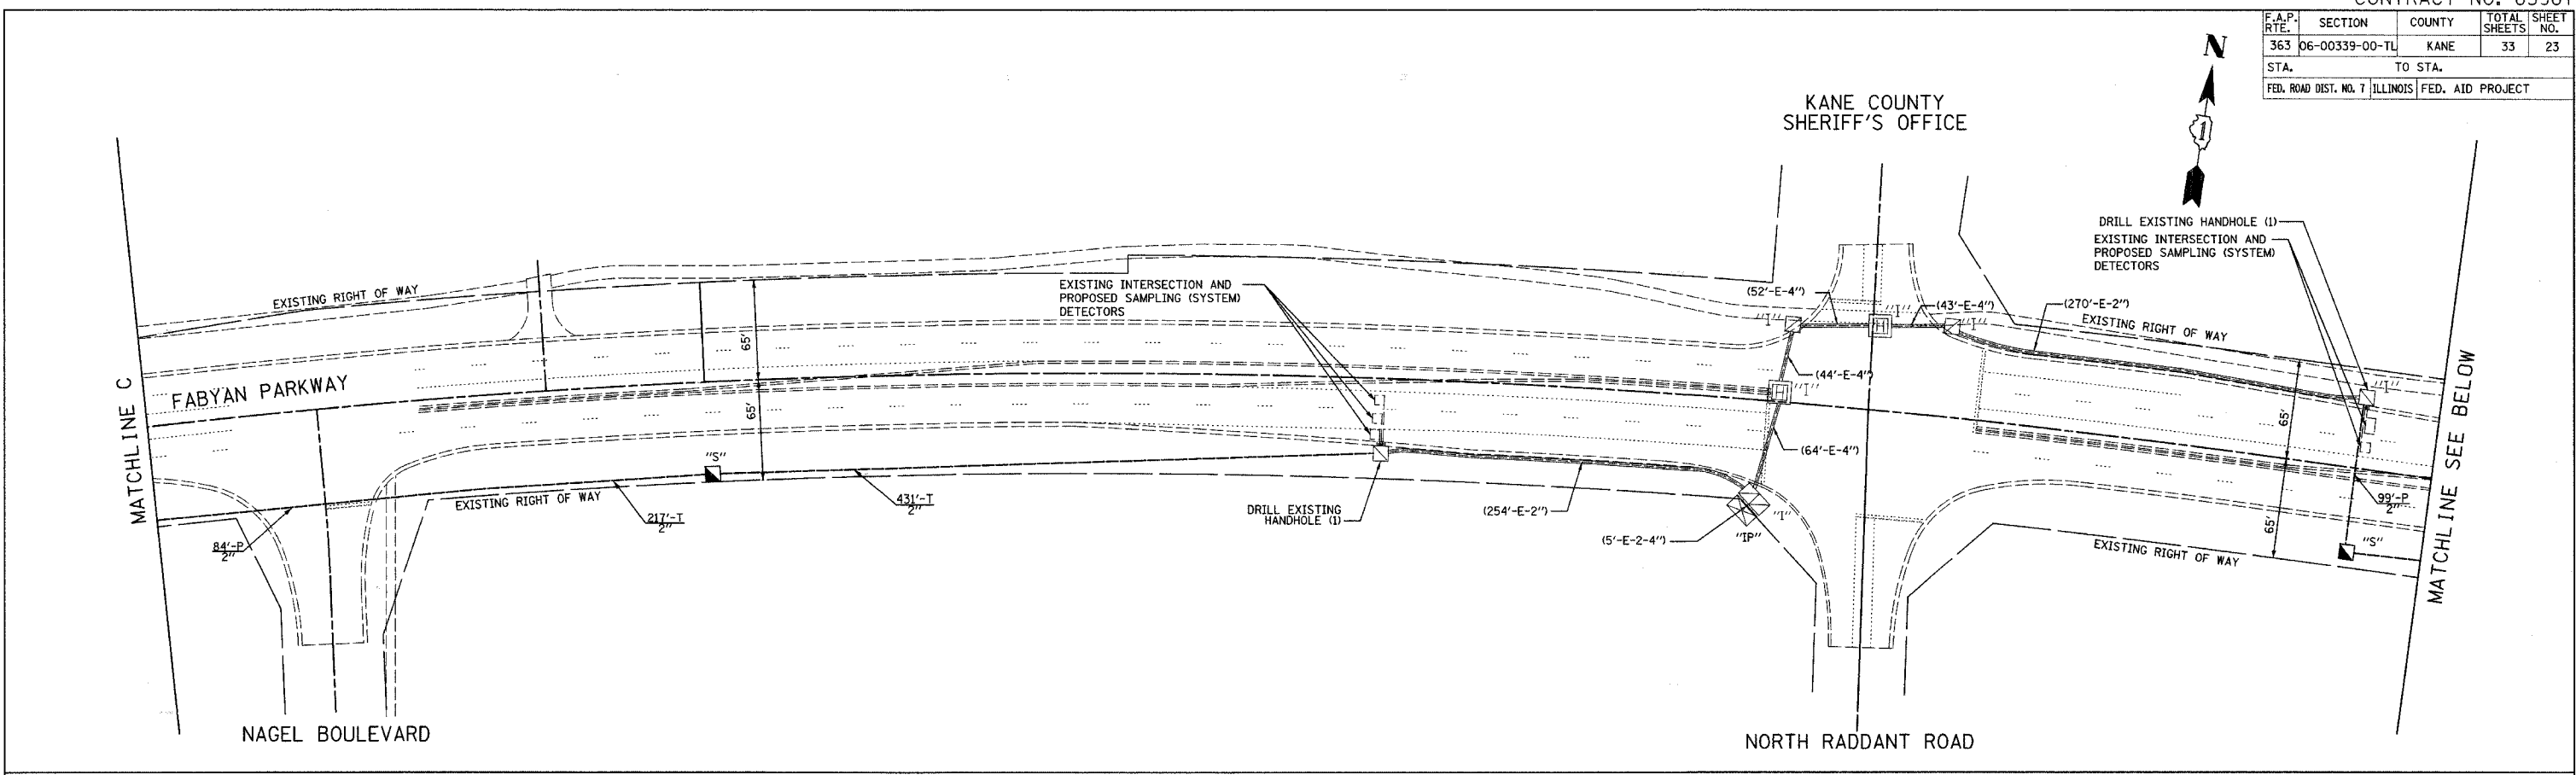 F.A.P. RTE. SECTION COUNTY TOTAL SHEETS SHEET NO.
363 06-00339-00-TL KANE 33 23
STA. TO STA.
FED. ROAD DIST. NO. 7 ILLINOIS FED. AID PROJECT
N
1
KANE COUNTY
SHERIFF'S OFFICE
DRILL EXISTING HANDHOLE (1)
EXISTING INTERSECTION AND
PROPOSED SAMPLING (SYSTEM)
DETECTORS
EXISTING INTERSECTION AND
PROPOSED SAMPLING (SYSTEM)
DETECTORS
EXISTING RIGHT OF WAY
(52'-E-4")
"I"
(43'-E-4")
(270'-E-2")
EXISTING RIGHT OF WAY
"I"
H
"I"
65'
(44'-E-4")
MATCHLINE C
FABYAN PARKWAY
H
"I"
"I"
65'
65'
MATCHLINE SEE BELOW
"S"
(64'-E-4")
EXISTING RIGHT OF WAY
217'-T
2"
431'-T
2"
DRILL EXISTING
HANDHOLE (1)
(254'-E-2")
"I"
99'-P
2"
65'
84'-P
2"
(5'-E-2-4")
"IP"
"S"
EXISTING RIGHT OF WAY
NAGEL BOULEVARD
NORTH RADDANT ROAD